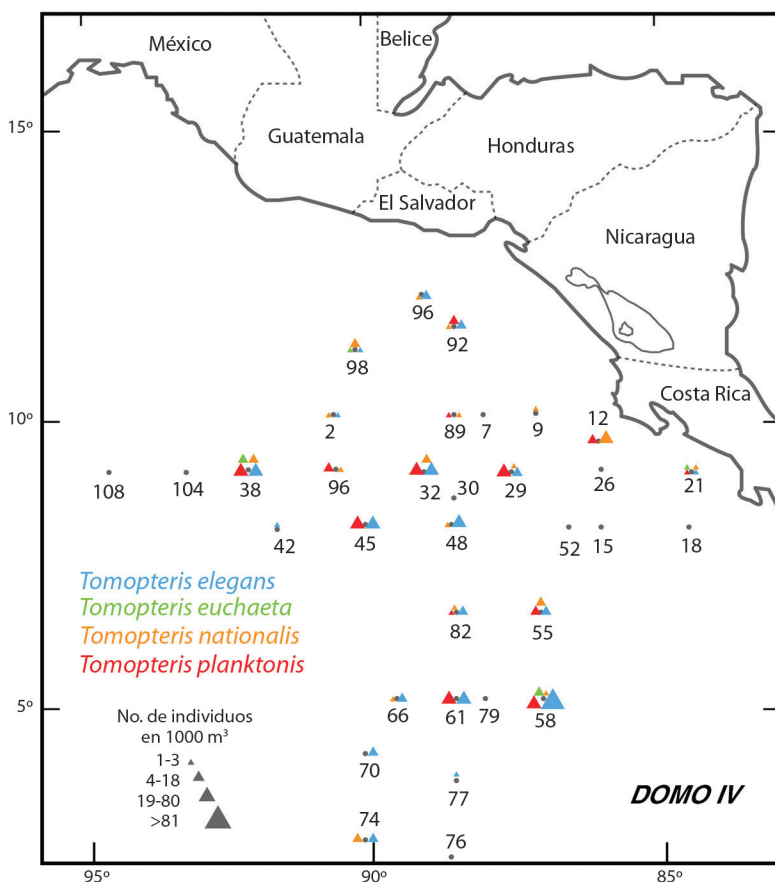 México
Belice
15º
Guatemala
Honduras
El Salvador
Nicaragua
96
92
98
Costa Rica
10º
2
89
7
9
12
108
104
38
96
32
30
29
26
21
42
45
48
52
15
18
Tomopteris elegans
Tomopteris euchaeta
Tomopteris nationalis
Tomopteris planktonis
82
55
5º
No. de individuos
en 1000 m³
1-3
4-18
19-80
>81
66
61
79
58
70
77
74
76
DOMO IV
95º
90º
85º